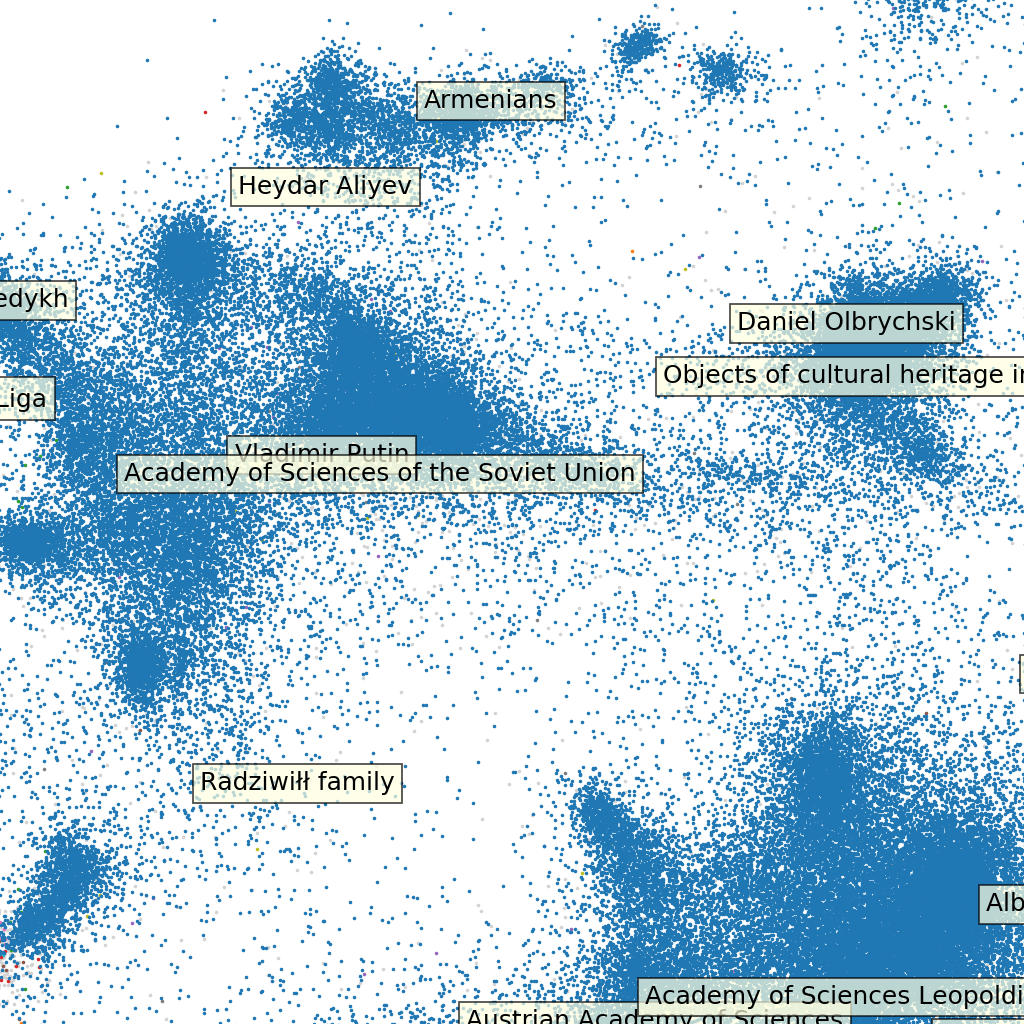 Armenians
Heydar Aliyev
edykh
Daniel Olbrychski
Objects of cultural heritage in
Liga
Vladimir Putin
Academy of Sciences of the Soviet Union
Radziwiłł family
Alb
Academy of Sciences Leopoldi
Austrian Academy of Sciences